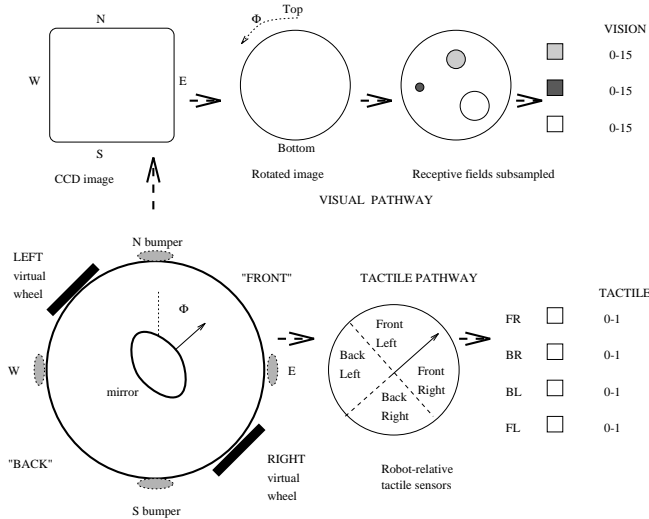 N
Φ
Top
VISION
W
E
0-15
0-15
0-15
S
Bottom
CCD image
Rotated image
Receptive fields subsampled
VISUAL PATHWAY
N bumper
LEFT
virtual
wheel
"FRONT"
Φ
W
E
mirror
"BACK"
RIGHT
virtual
wheel
S bumper
TACTILE PATHWAY
Front
Left
Back
Left
Front
Right
Back
Right
Robot-relative
tactile sensors
TACTILE
FR
0-1
BR
0-1
BL
0-1
FL
0-1